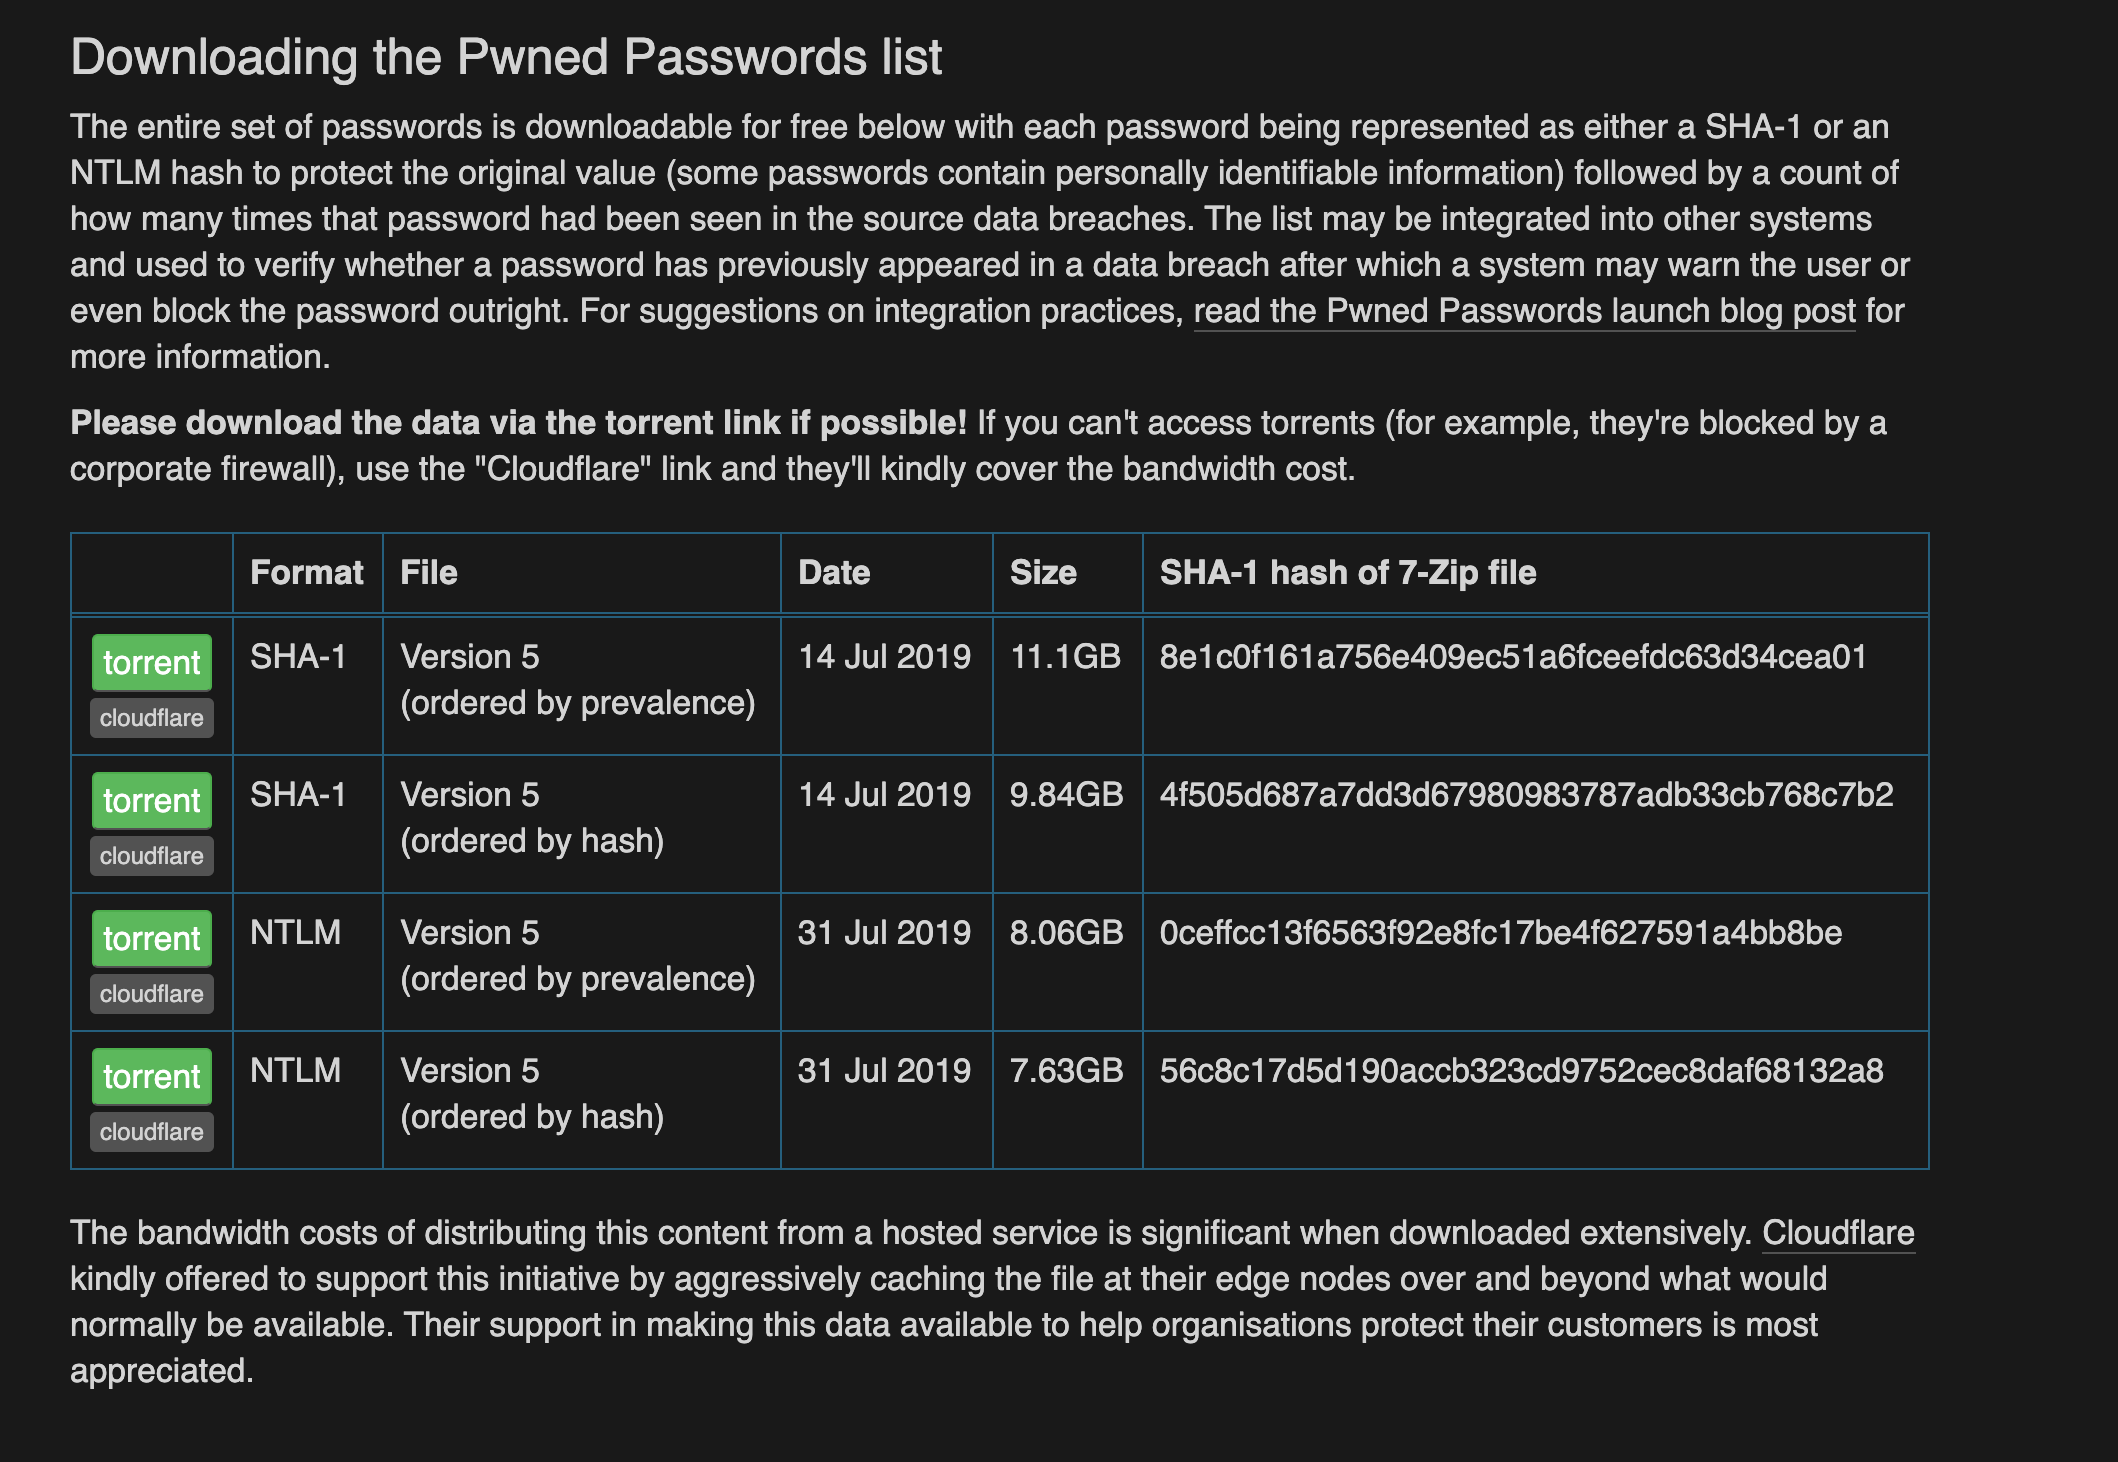 Downloading the Pwned Passwords list
The entire set of passwords is downloadable for free below with each password being represented as either a SHA-1 or an
NTLM hash to protect the original value (some passwords contain personally identifiable information) followed by a count of
how many times that password had been seen in the source data breaches. The list may be integrated into other systems
and used to verify whether a password has previously appeared in a data breach after which a system may warn the user or
even block the password outright. For suggestions on integration practices, read the Pwned Passwords launch blog post for
more information.
Please download the data via the torrent link if possible! If you can't access torrents (for example, they're blocked by a
corporate firewall), use the "Cloudflare" link and they'll kindly cover the bandwidth cost.
Format File Date Size SHA-1 hash of 7-Zip file
torrent SHA-1 Version 5 14 Jul 2019 11.1GB 8e1c0f161a756e409ec51a6fceefdc63d34cea01
(ordered by prevalence)
cloudflare
torrent SHA-1 Version 5 14 Jul 2019 9.84GB 4f505d687a7dd3d67980983787adb33cb768c7b2
(ordered by hash)
cloudflare
torrent NTLM Version 5 31 Jul 2019 8.06GB 0ceffcc13f6563f92e8fc17be4f627591a4bb8be
(ordered by prevalence)
cloudflare
torrent NTLM Version 5 31 Jul 2019 7.63GB 56c8c17d5d190accb323cd9752cec8daf68132a8
(ordered by hash)
cloudflare
The bandwidth costs of distributing this content from a hosted service is significant when downloaded extensively. Cloudflare
kindly offered to support this initiative by aggressively caching the file at their edge nodes over and beyond what would
normally be available. Their support in making this data available to help organisations protect their customers is most
appreciated.